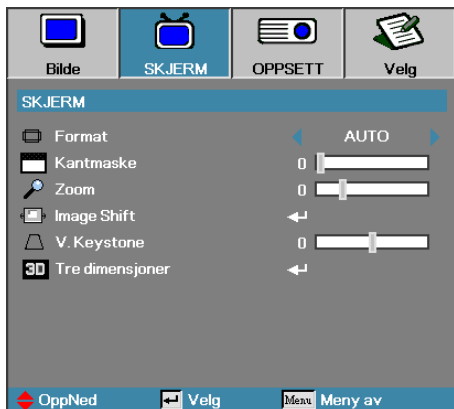 Bilde SKJERM OPPSETT Velg
SKJERM
Format AUTO
Kantmaske 0
Zoom 0
Image Shift
V. Keystone 0
3D Tre dimensjoner
OppNed Velg Menu Meny av